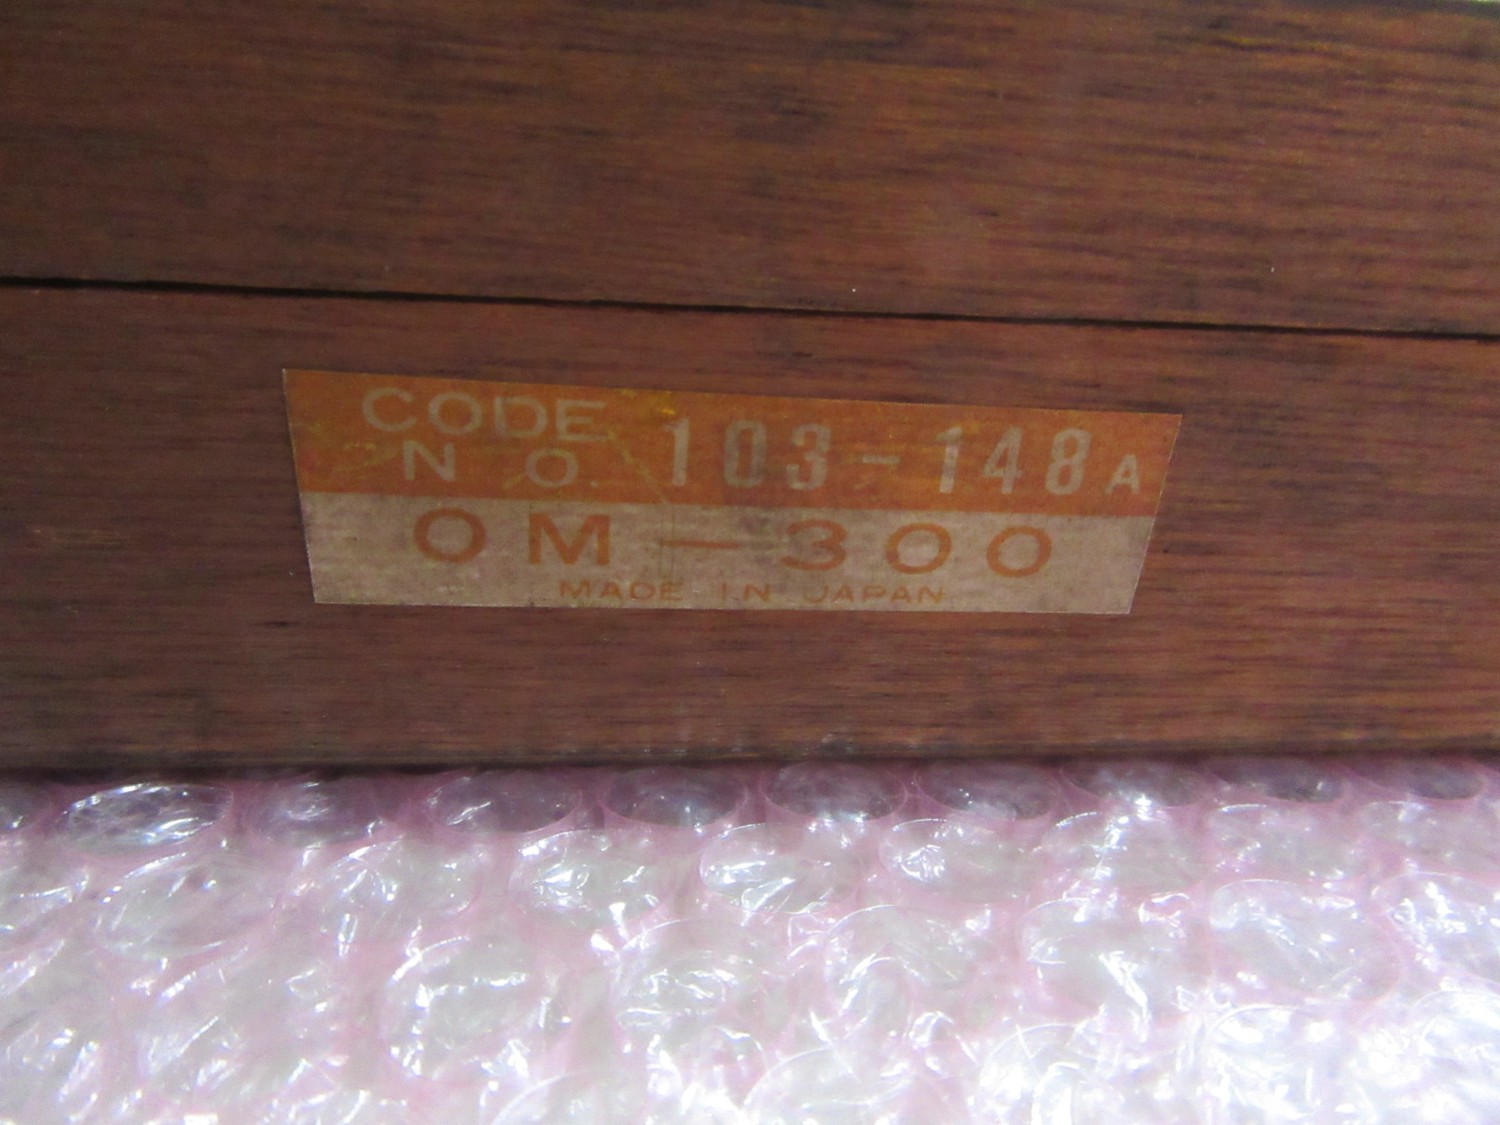 CODE NO. 103-148A
OM-300
MADE IN JAPAN